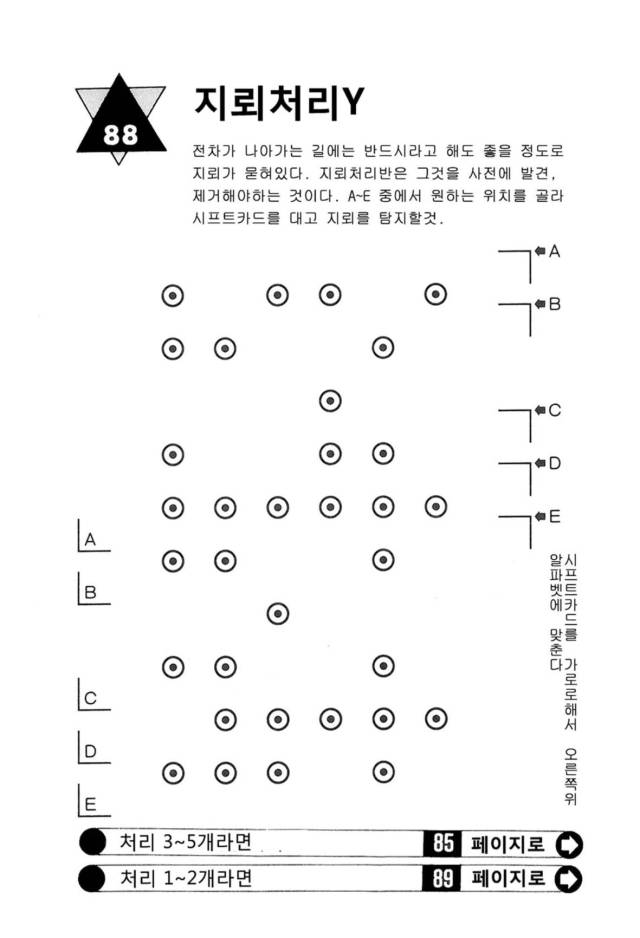 88
지뢰처리Y
전차가 나아가는 길에는 반드시라고 해도 좋을 정도로
지뢰가 묻혀있다. 지뢰처리반은 그것을 사전에 발견,
제거해야하는 것이다. A~E 중에서 원하는 위치를 골라
시프트카드를 대고 지뢰를 탐지할것.
A
B
C
D
E
A
B
C
D
E
시프트카드를 가로로해서 오른쪽위
알파벳에 맞춘다
처리 3~5개라면 85 페이지로
처리 1~2개라면 89 페이지로